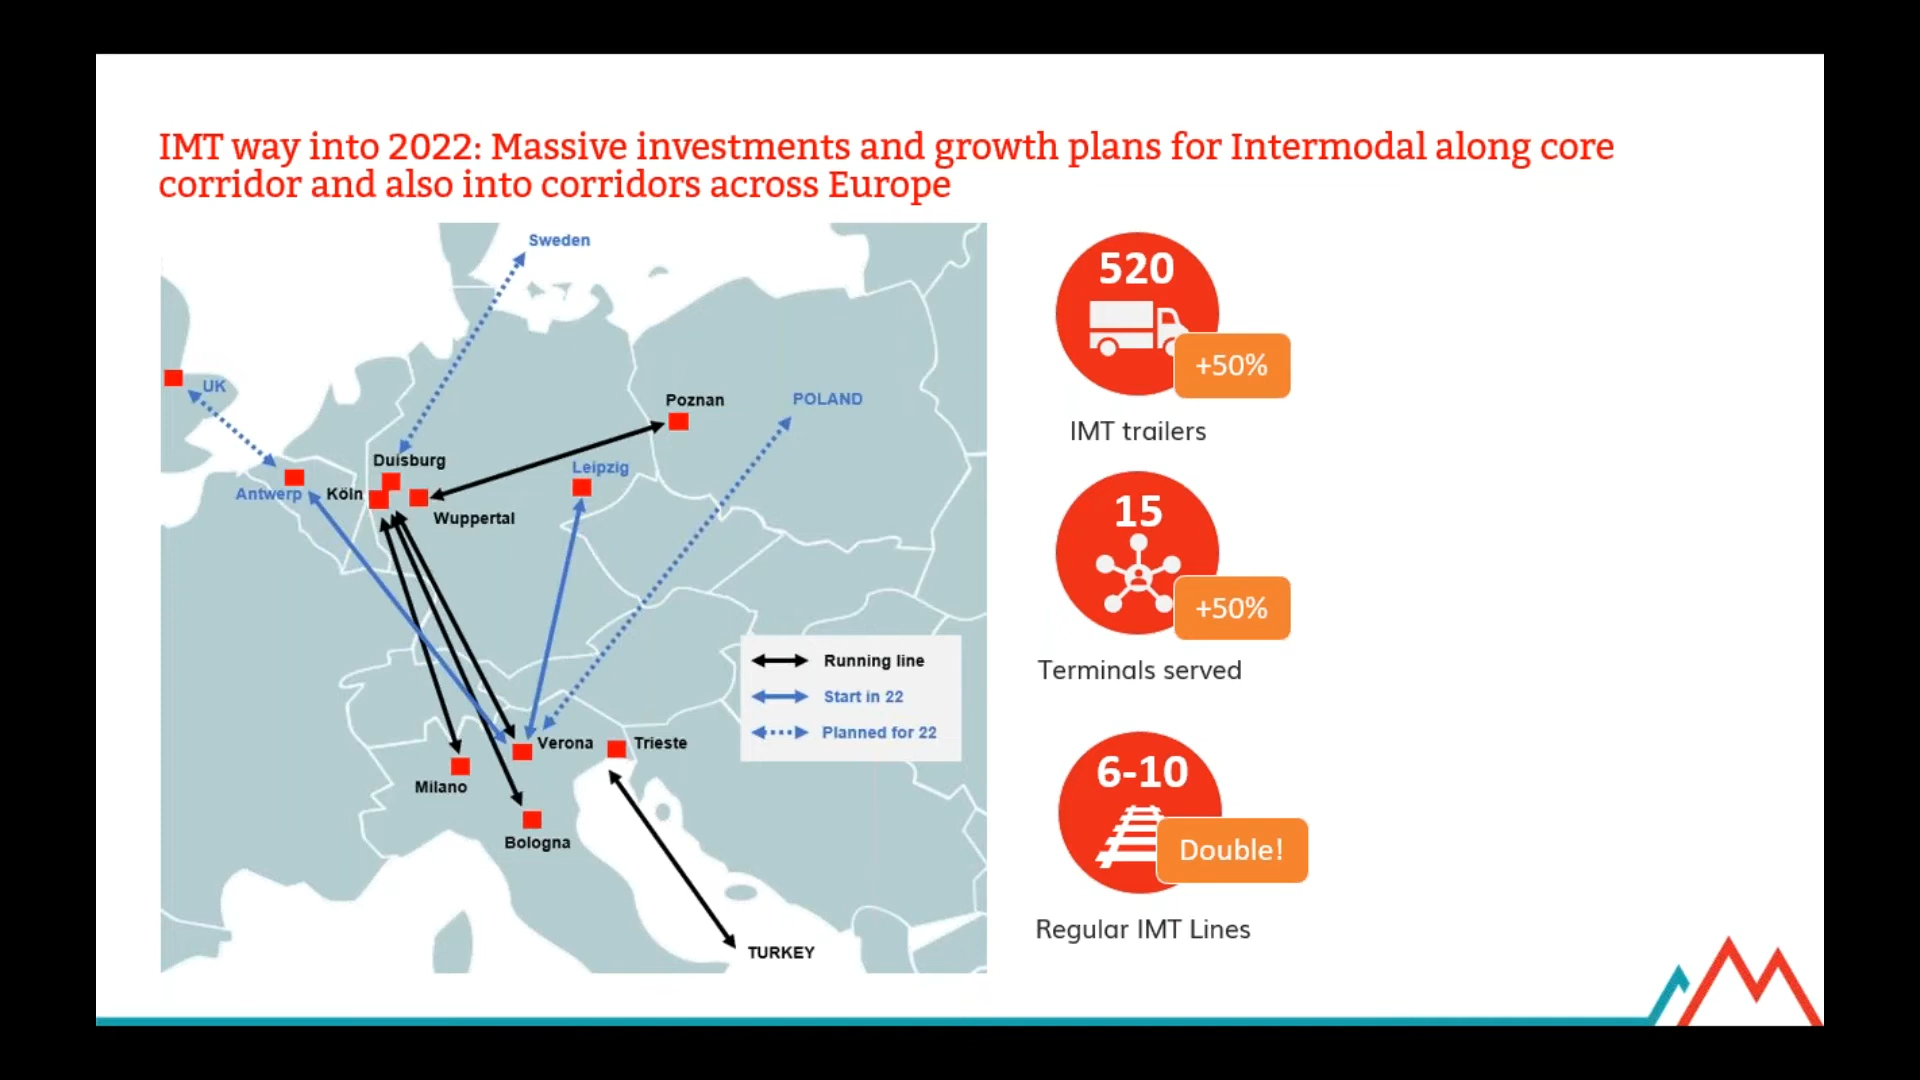 IMT way into 2022: Massive investments and growth plans for Intermodal along core
corridor and also into corridors across Europe
Sweden
UK
Poznan
POLAND
Duisburg
Leipzig
Antwerp
Köln
Wuppertal
Running line
Start in 22
Planned for 22
Verona
Trieste
Milano
Bologna
TURKEY
520
+50%
IMT trailers
15
+50%
Terminals served
6-10
Double!
Regular IMT Lines